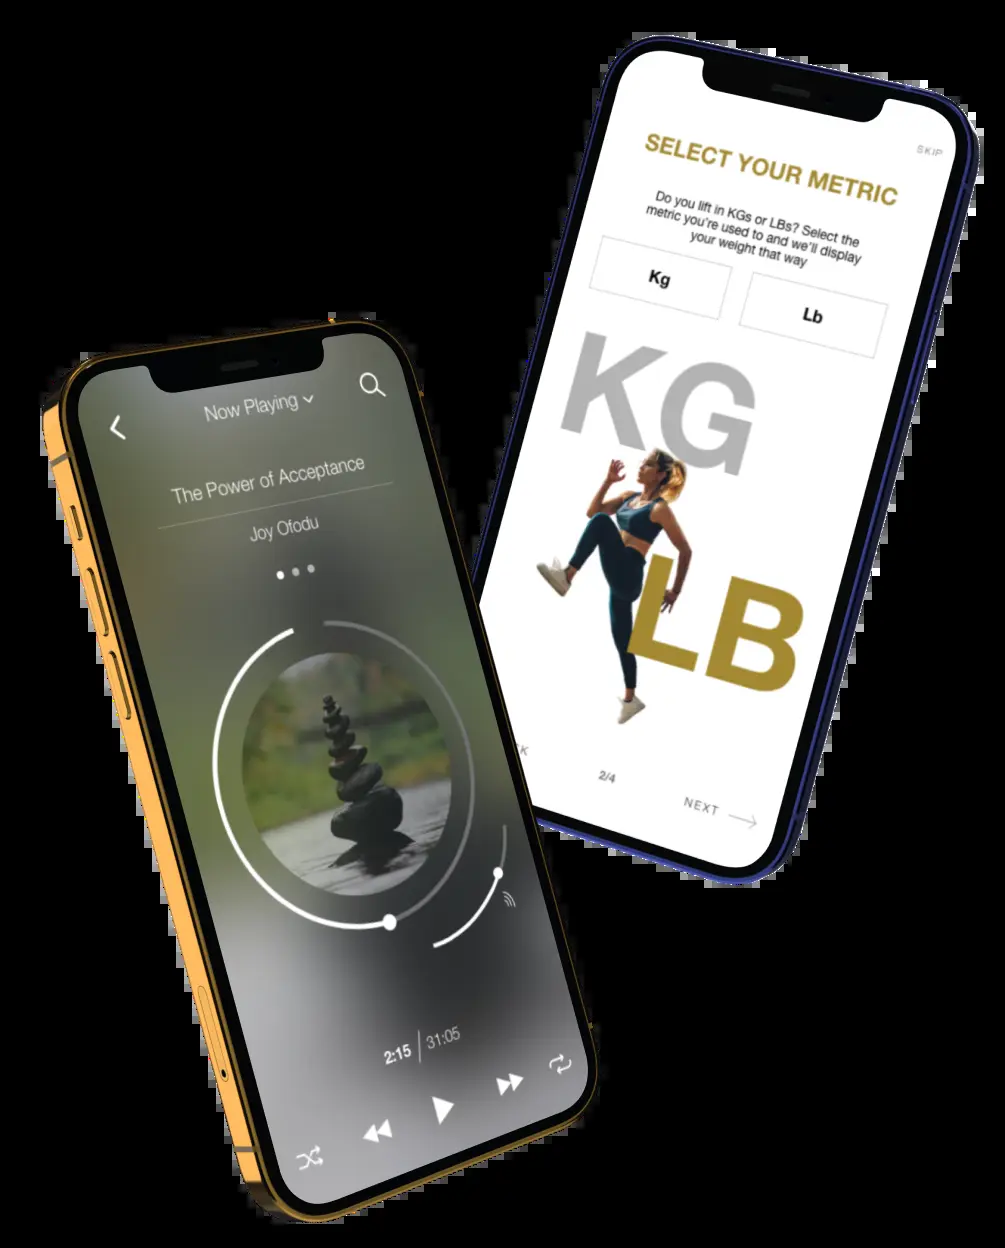 SKIP
SELECT YOUR METRIC
Do you lift in KGs or LBs? Select the
metric you're used to and we'll display
your weight that way
Kg
Lb
KG
LB
2/4
NEXT
Now Playing
The Power of Acceptance
Joy Ofodu
2:15 31:05